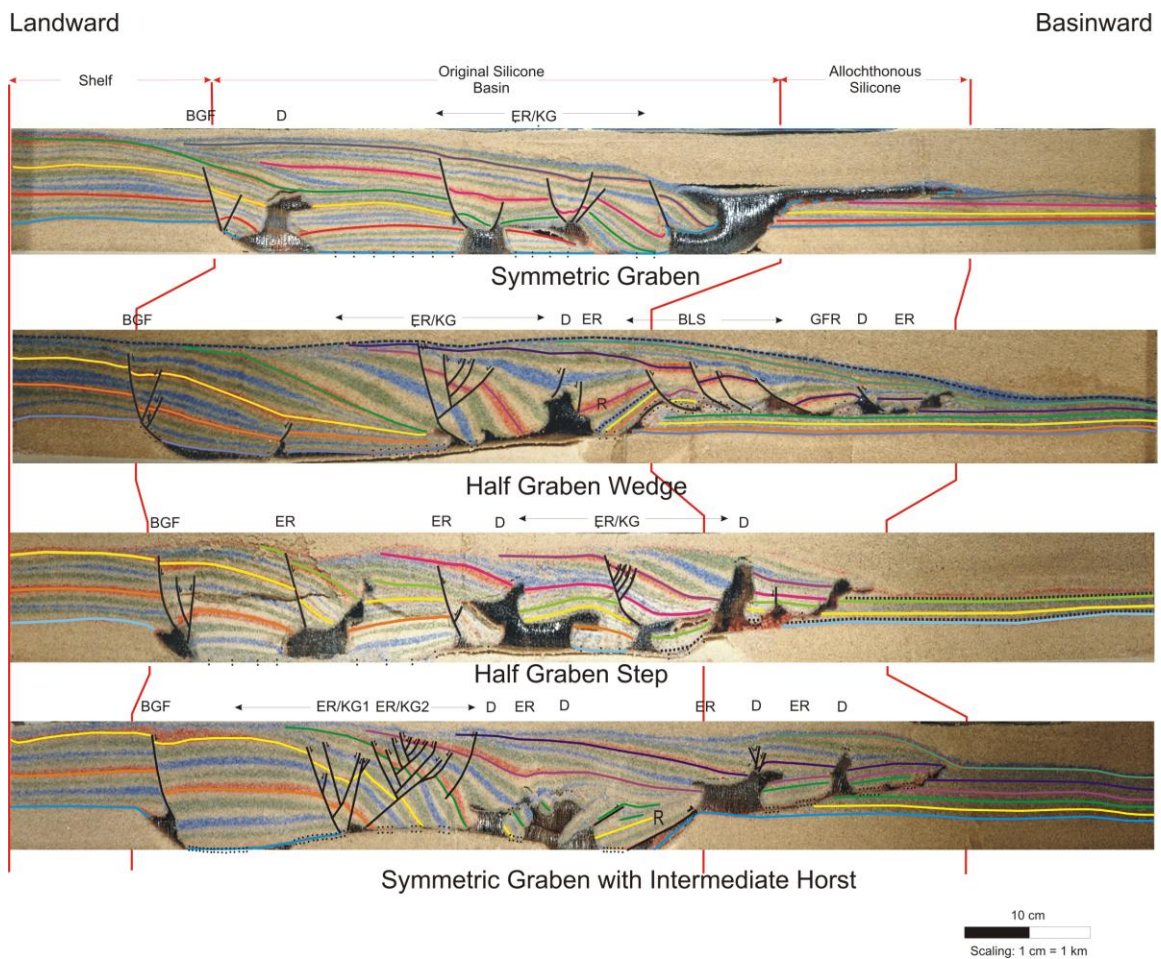 Landward
Basinward
Shelf
Original Silicone
Basin
Allochthonous
Silicone
BGF
D
ER/KG
Symmetric Graben
BGF
ER/KG
D
ER
BLS
GFR
D
ER
R
Half Graben Wedge
BGF
ER
ER
D
ER/KG
D
Half Graben Step
BGF
ER/KG1
ER/KG2
D
ER
D
ER
D
ER
D
R
Symmetric Graben with Intermediate Horst
10 cm
Scaling: 1 cm = 1 km